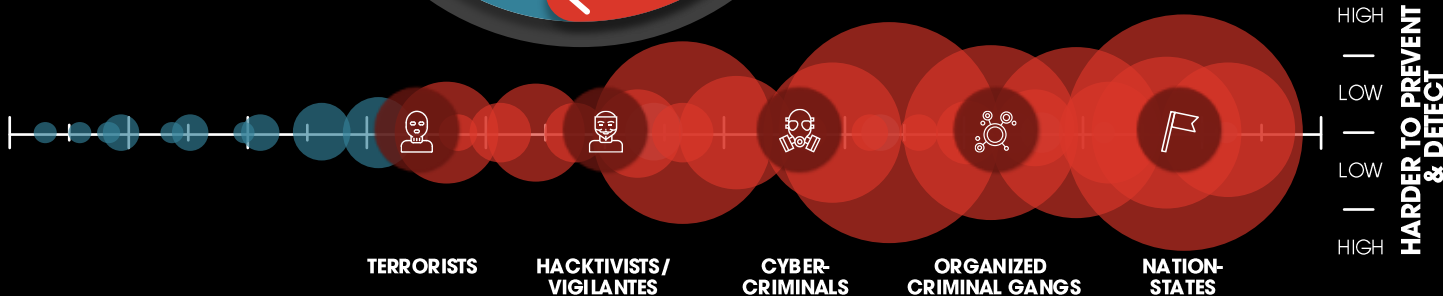 HIGH
LOW
LOW
HIGH
HARDER TO PREVENT
& DETECT
TERRORISTS
HACKTIVISTS/
VIGILANTES
CYBER-
CRIMINALS
ORGANIZED
CRIMINAL GANGS
NATION-
STATES